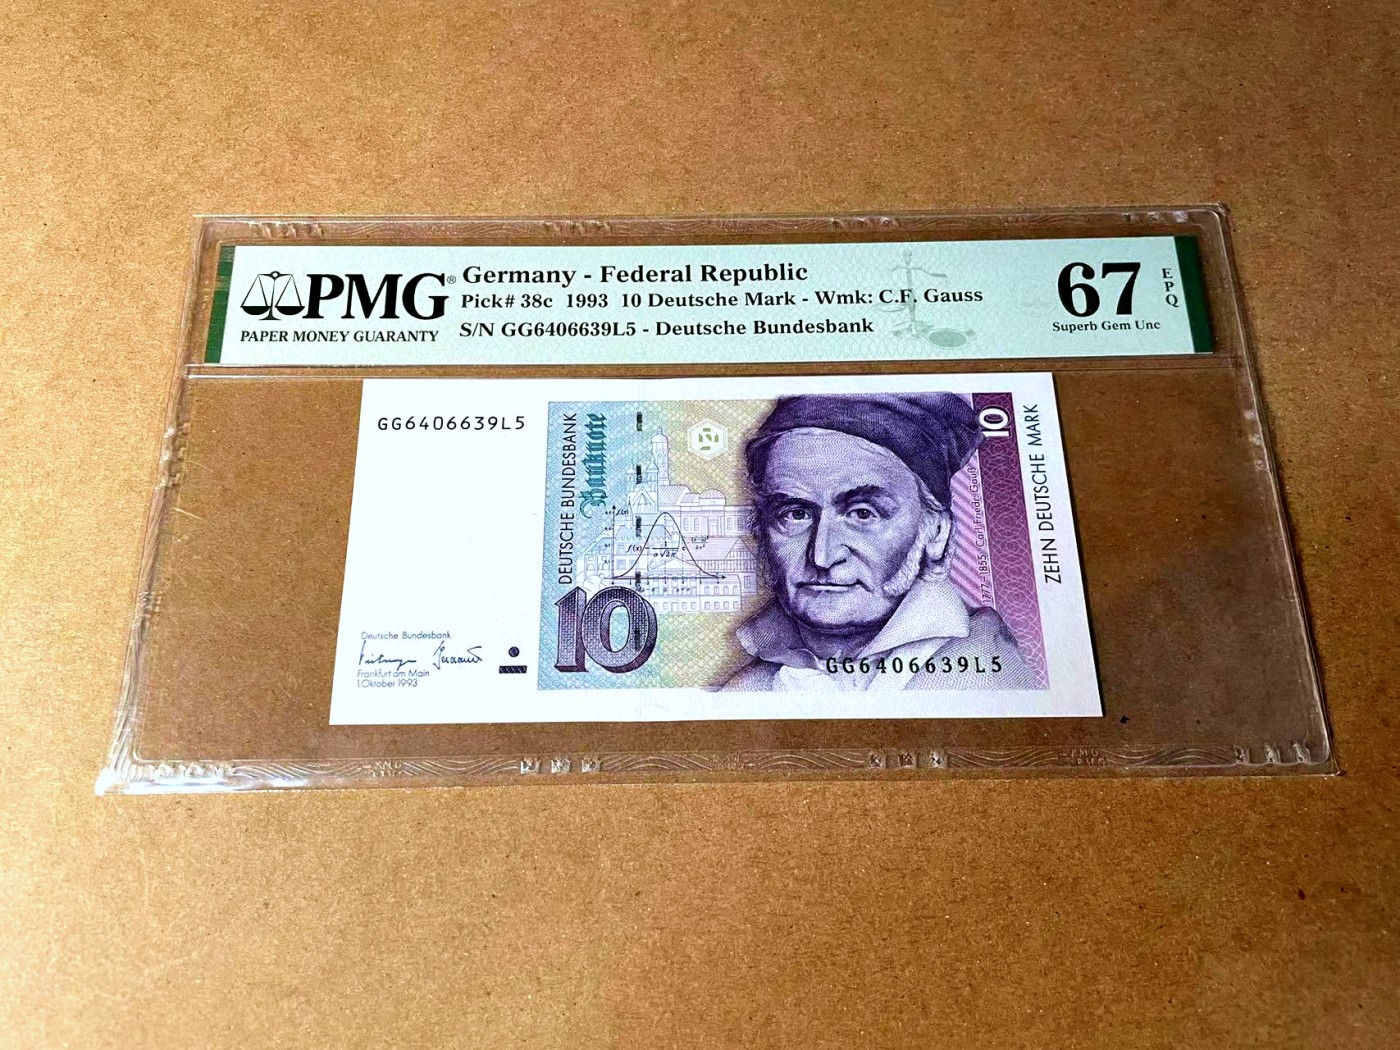 PMG®
PAPER MONEY GUARANTY
Germany - Federal Republic
Pick# 38c 1993 10 Deutsche Mark - Wmk: C.F. Gauss
S/N GG6406639L5 - Deutsche Bundesbank
67
EPQ
Superb Gem Unc
GG6406639L5
DEUTSCHE BUNDESBANK
Banknote
10
ZEHN DEUTSCHE MARK
1777-1855 Carl Friedr. Gauß
f(x)
10
Deutsche Bundesbank
Frankfurt am Main
1.Oktober 1993
GG6406639L5